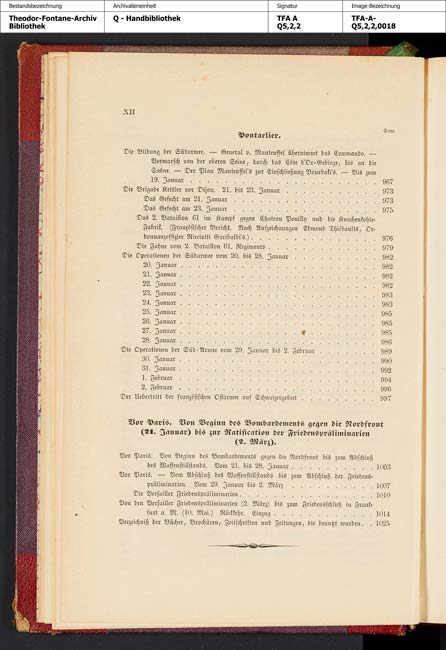 Bestandsbezeichnung Archivalieneinheit Signatur Image-Bezeichnung
Theodor-Fontane-Archiv Q - Handbibliothek TFA A TFA-A-
Bibliothek Q5,2,2 Q5,2,2,0018
XII
Pontarlier.
Seite
Die Bildung der Südarmee. — General v. Manteuffel übernimmt das Commando. —
Vormarsch von der oberen Seine, durch das Côte d'Or-Gebirge, bis an die
Saône. — Der Plan Manteuffel's zur Einschließung Bourbaki's. — Bis zum
19. Januar . . . 967
Die Brigade Kettler vor Dijon. 21. bis 23. Januar . . . 973
Das Gefecht am 21. Januar . . . 973
Das Gefecht am 23. Januar . . . 975
Das 2. Bataillon 61. im Kampf gegen Chateau Pouilly und die Knochenkohle-
Fabrik. (Französischer Bericht. Nach Aufzeichnungen Edmund Thiébaults, Or-
donnanzoffizier Ricciotti Garibaldi's.) . . . 976
Die Fahne vom 2. Bataillon 61. Regiments . . . 979
Die Operationen der Südarmee vom 20. bis 28. Januar . . . 982
20. Januar . . . 982
21. Januar . . . 982
22. Januar . . . 982
23. Januar . . . 983
24. Januar . . . 983
25. Januar . . . 985
26. Januar . . . 985
27. Januar . . . 985
28. Januar . . . 986
Die Operationen der Süd-Armee vom 29. Januar bis 2. Februar . . . 989
30. Januar . . . 990
31. Januar . . . 992
1. Februar . . . 994
2. Februar . . . 996
Der Uebertritt der französischen Ostarmee auf Schweizergebiet . . . 997
Vor Paris. Von Beginn des Bombardements gegen die Nordfront
(21. Januar) bis zur Ratification der Friedenspräliminarien
(2. März).
Vor Paris. Von Beginn des Bombardements gegen die Nordfront bis zum Abschluß
des Waffenstillstands. Vom 21. bis 28. Januar . . . 1003
Vor Paris. — Vom Abschluß des Waffenstillstands bis zum Abschluß der Friedens-
präliminarien. Vom 29. Januar bis 2. März . . . 1007
Die Versailler Friedenspräliminarien . . . 1010
Von den Versailler Friedenspräliminarien (2. März) bis zum Friedensschluß in Frank-
furt a. M. (10. Mai.) Rückkehr. Einzug . . . 1014
Verzeichniß der Bücher, Brochüren, Zeitschriften und Zeitungen, die benutzt wurden . . 1025